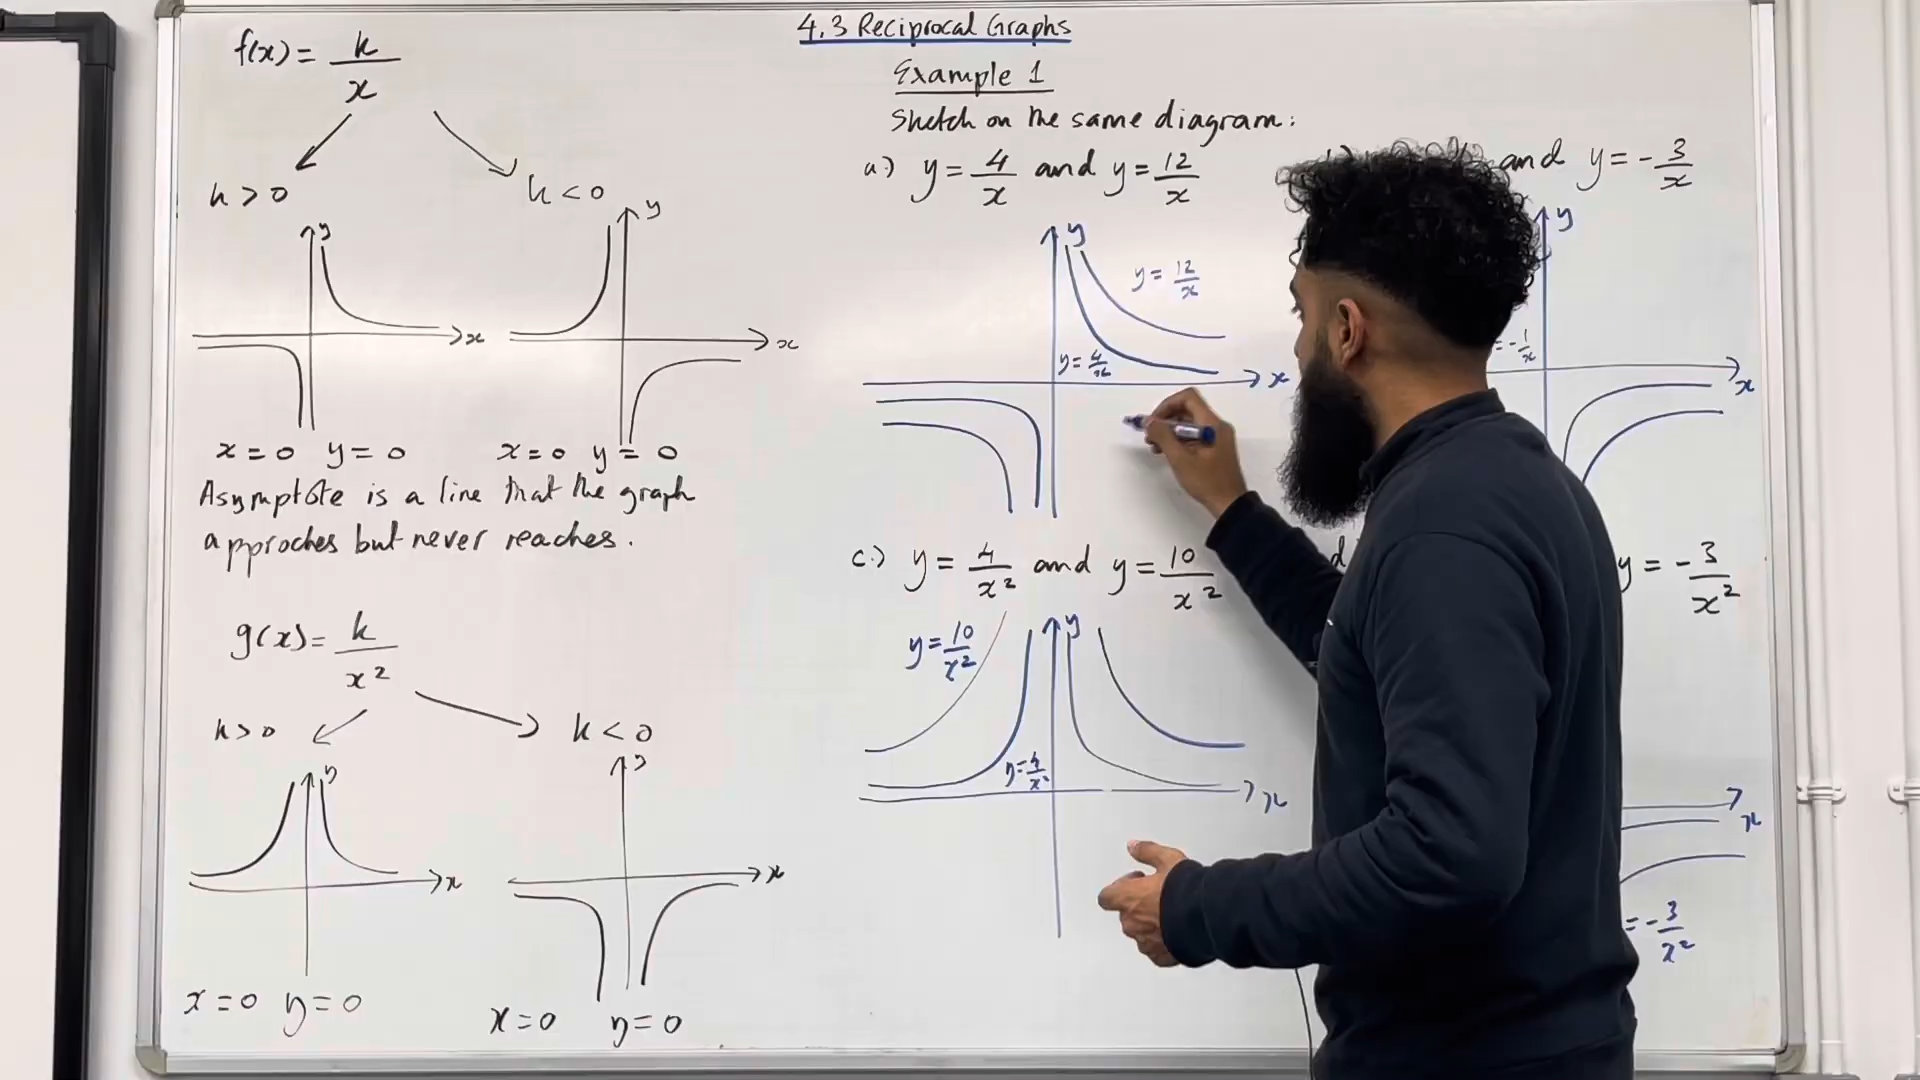 f(x) = k/x
k > 0
k < 0
y
x
y
x
x = 0 y = 0
x = 0 y = 0
Asymptote is a line that the graph
approches but never reaches.
g(x) = k/x²
k > 0
k < 0
y
x
y
x
x = 0 y = 0
x = 0 y = 0
4.3 Reciprocal Graphs
Example 1
Sketch on the same diagram:
a.) y = 4/x and y = 12/x
and y = -3/x
y
y = 12/x
y = 4/x
x
y
= -1/x
x
c.) y = 4/x² and y = 10/x²
y = -3/x²
y = 10/x²
y
y = 4/x²
x
x
= -3/x²